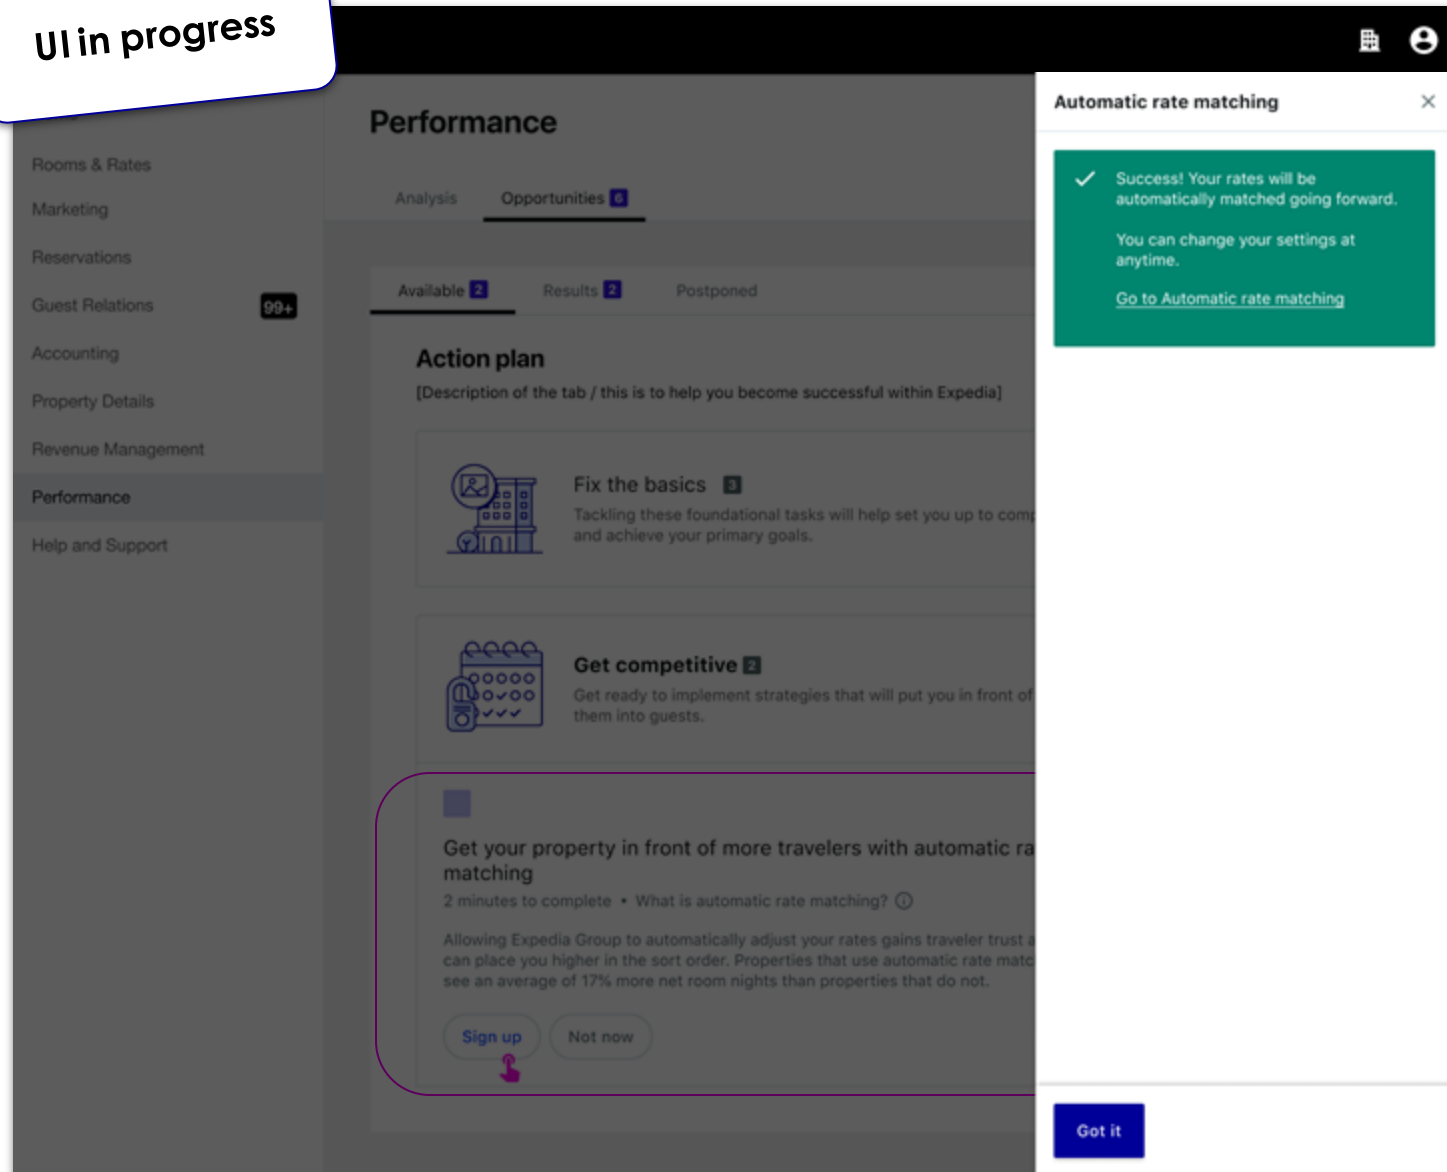 UI in progress
Rooms & Rates
Marketing
Reservations
Guest Relations
99+
Accounting
Property Details
Revenue Management
Performance
Help and Support
Performance
Analysis
Opportunities 6
Available 2
Results 2
Postponed
Action plan
[Description of the tab / this is to help you become successful within Expedia]
Fix the basics 3
Tackling these foundational tasks will help set you up to
and achieve your primary goals.
Get competitive 2
Get ready to implement strategies that will put you in front of
them into guests.
Get your property in front of more travelers with automatic
matching
2 minutes to complete • What is automatic rate matching?
Allowing Expedia Group to automatically adjust your rates gains traveler trust
can place you higher in the sort order. Properties that use automatic rate
see an average of 17% more net room nights than properties that do not.
Sign up
Not now
Automatic rate matching
Success! Your rates will be
automatically matched going forward.
You can change your settings at
anytime.
Go to Automatic rate matching
Got it